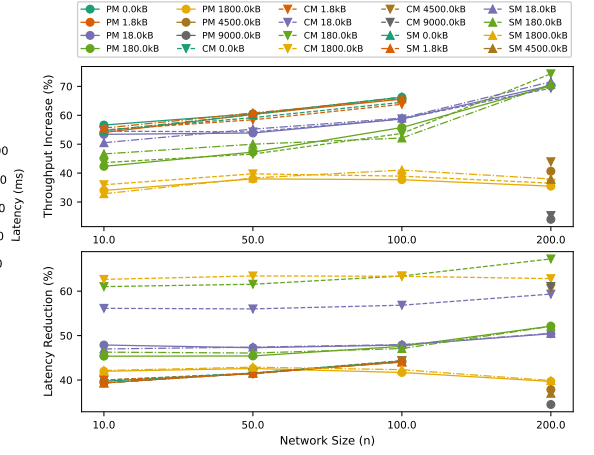 PM 0.0kB PM 1800.0kB CM 1.8kB CM 4500.0kB SM 18.0kB
PM 1.8kB PM 4500.0kB CM 18.0kB CM 9000.0kB SM 180.0kB
PM 18.0kB PM 9000.0kB CM 180.0kB SM 0.0kB SM 1800.0kB
PM 180.0kB CM 0.0kB CM 1800.0kB SM 1.8kB SM 4500.0kB
Latency (ms)
Throughput Increase (%)
70
60
50
40
30
10.0 50.0 100.0 200.0
Latency Reduction (%)
60
50
40
10.0 50.0 100.0 200.0
Network Size (n)